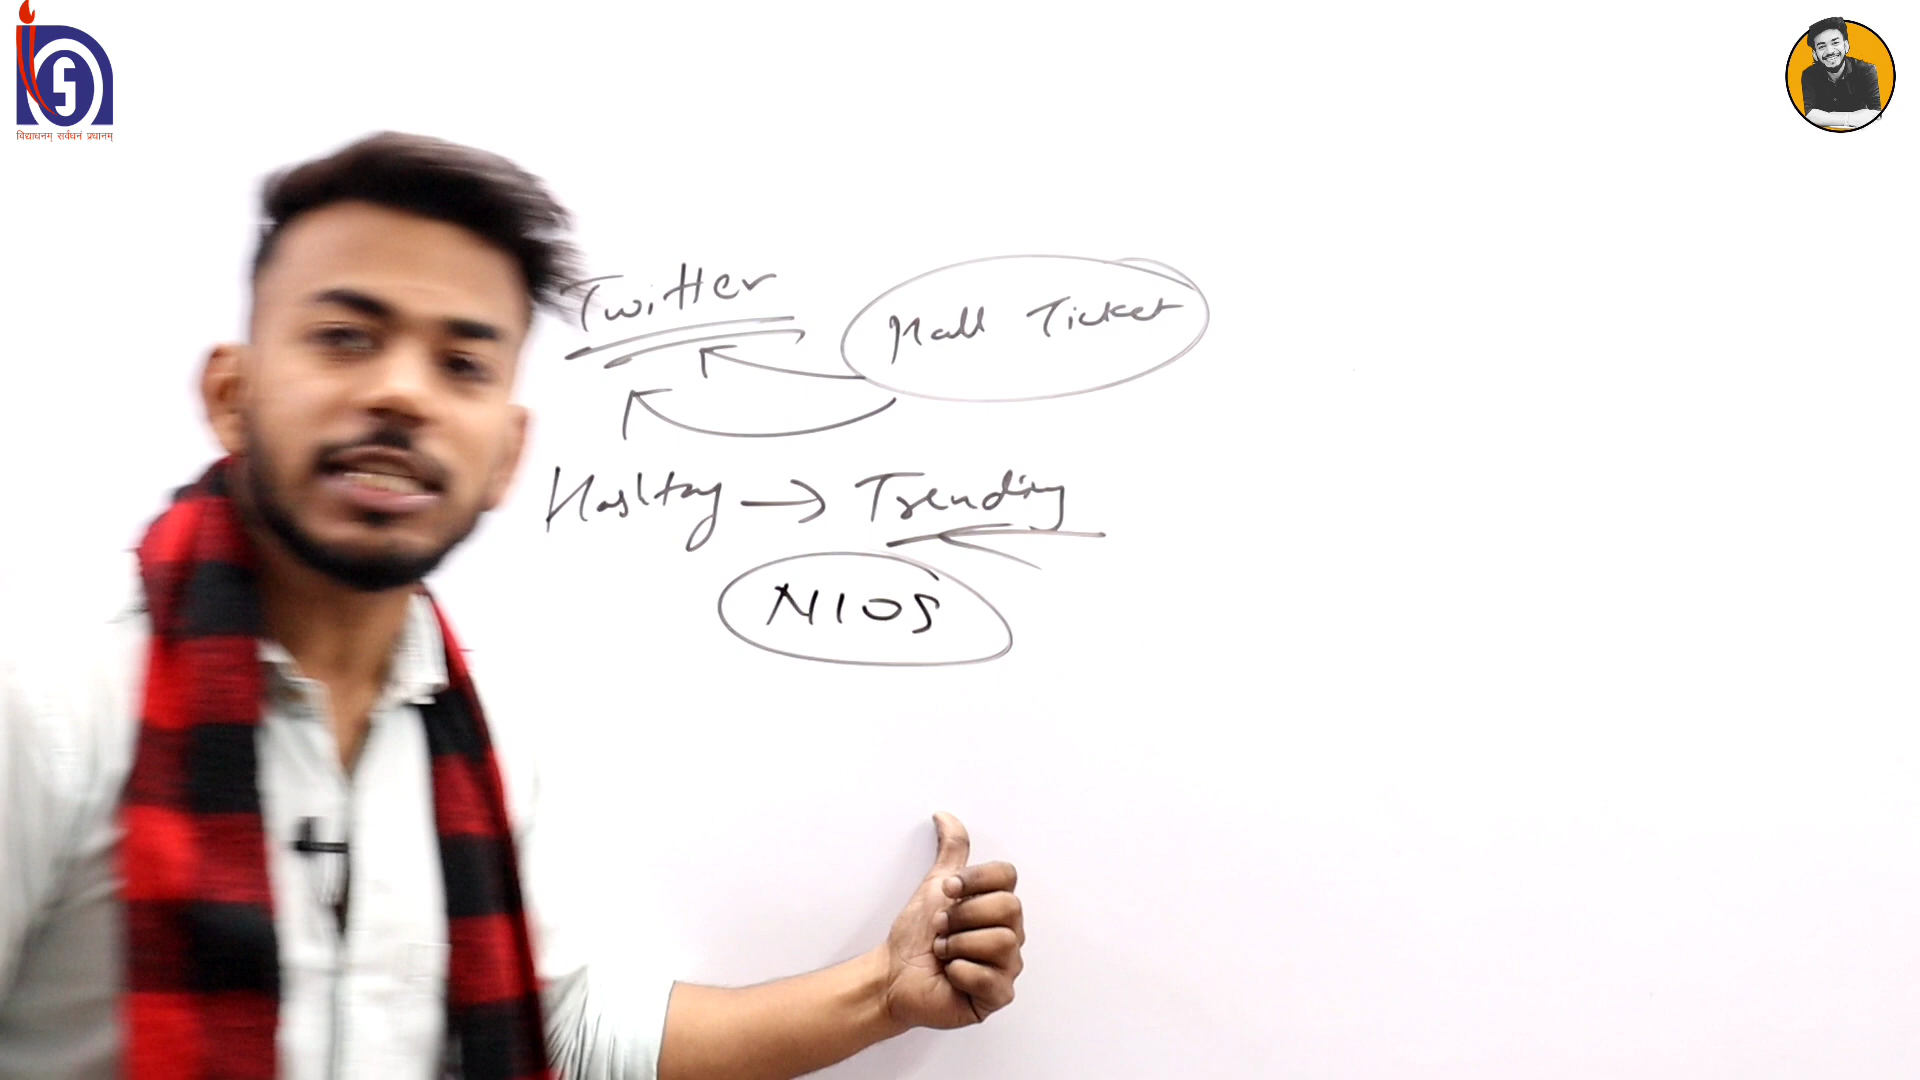 विद्याधनम् सर्वधनं प्रधानम्
Twitter
Hall Ticket
Hashtag → Trending
NIOS